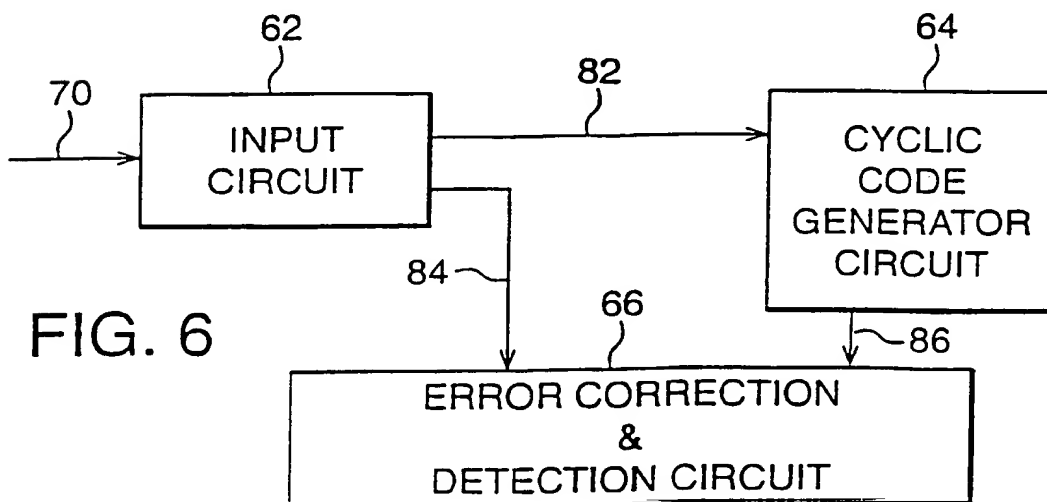 62
64
70
82
INPUT
CIRCUIT
CYCLIC
CODE
GENERATOR
CIRCUIT
84
66
86
FIG. 6
ERROR CORRECTION
&
DETECTION CIRCUIT